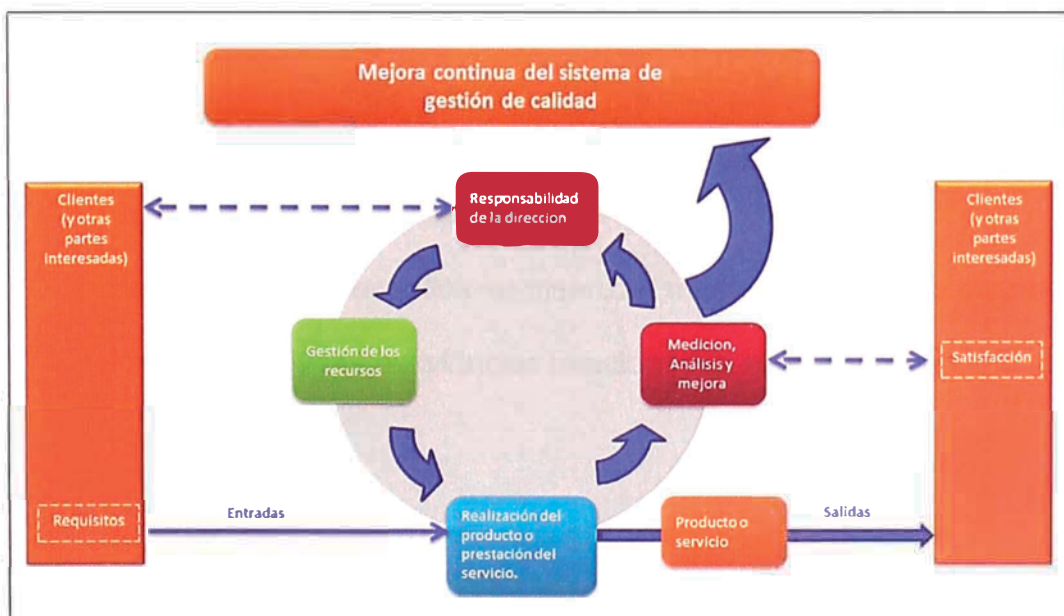 Mejora continua del sistema de
gestión de calidad
Clientes
(y otras
partes
interesadas)
Responsabilidad
de la direccion
Clientes
(y otras
partes
interesadas)
Gestión de los
recursos
Medicion,
Análisis y
mejora
Satisfacción
Requisitos
Entradas
Realización del
producto o
prestación del
servicio.
Producto o
servicio
Salidas